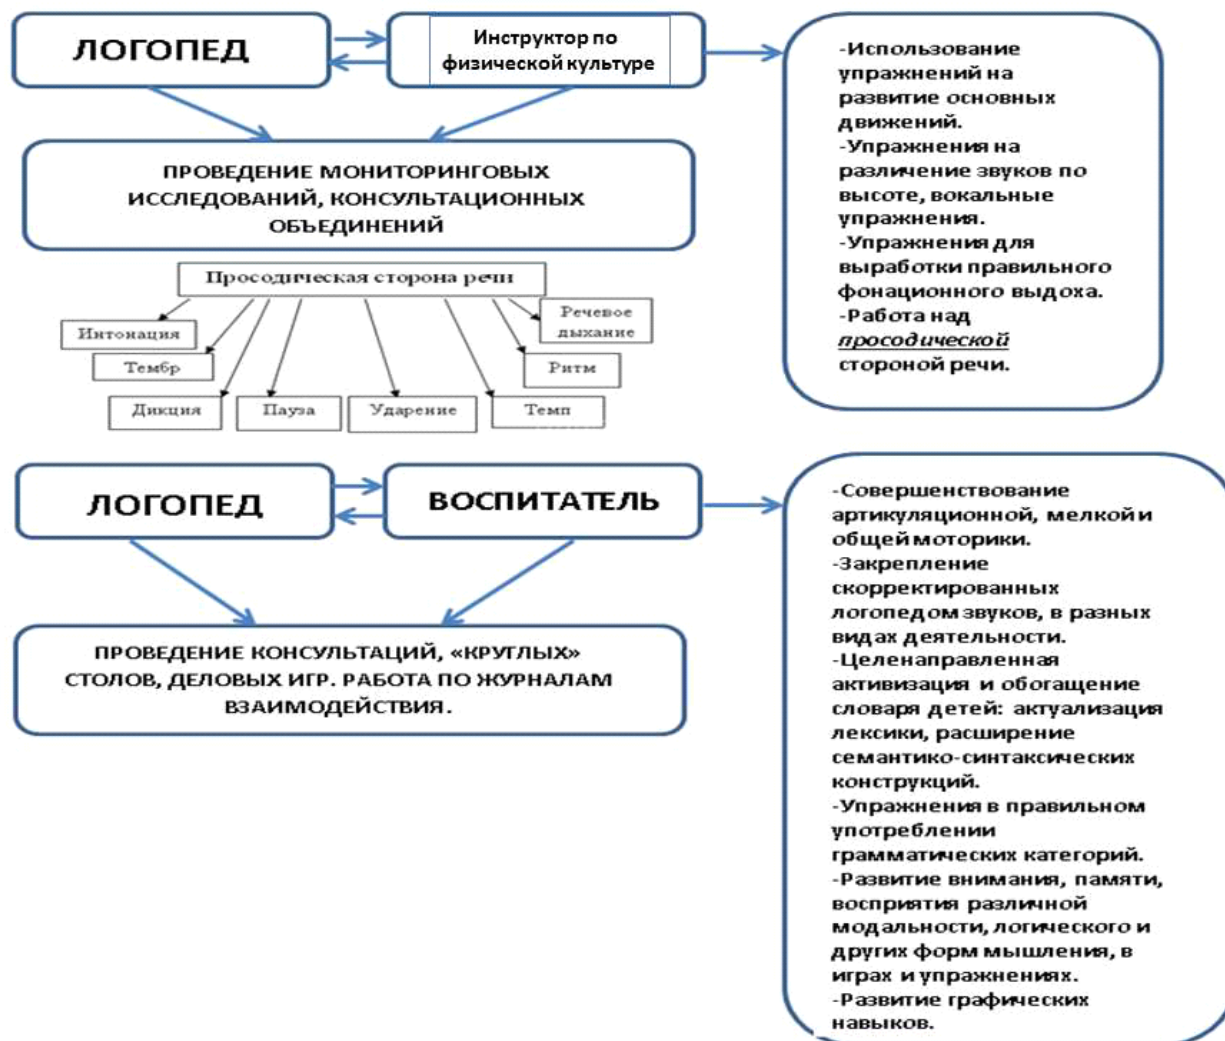 ЛОГОПЕД
Инструктор по
физической культуре
-Использование
упражнений на
развитие основных
движений.
-Упражнения на
различение звуков по
высоте, вокальные
упражнения.
-Упражнения для
выработки правильного
фонационного выдоха.
-Работа над
просодической
стороной речи.
ПРОВЕДЕНИЕ МОНИТОРИНГОВЫХ
ИССЛЕДОВАНИЙ, КОНСУЛЬТАЦИОННЫХ
ОБЪЕДИНЕНИЙ
Просодическая сторона речи
Интонация
Тембр
Дикция
Пауза
Ударение
Темп
Ритм
Речевое
дыхание
ЛОГОПЕД
ВОСПИТАТЕЛЬ
-Совершенствование
артикуляционной, мелкой и
общей моторики.
-Закрепление
скорректированных
логопедом звуков, в разных
видах деятельности.
-Целенаправленная
активизация и обогащение
словаря детей: актуализация
лексики, расширение
семантико-синтаксических
конструкций.
-Упражнения в правильном
употреблении
грамматических категорий.
-Развитие внимания, памяти,
восприятия различной
модальности, логического и
других форм мышления, в
играх и упражнениях.
-Развитие графических
навыков.
ПРОВЕДЕНИЕ КОНСУЛЬТАЦИЙ, «КРУГЛЫХ»
СТОЛОВ, ДЕЛОВЫХ ИГР. РАБОТА ПО ЖУРНАЛАМ
ВЗАИМОДЕЙСТВИЯ.